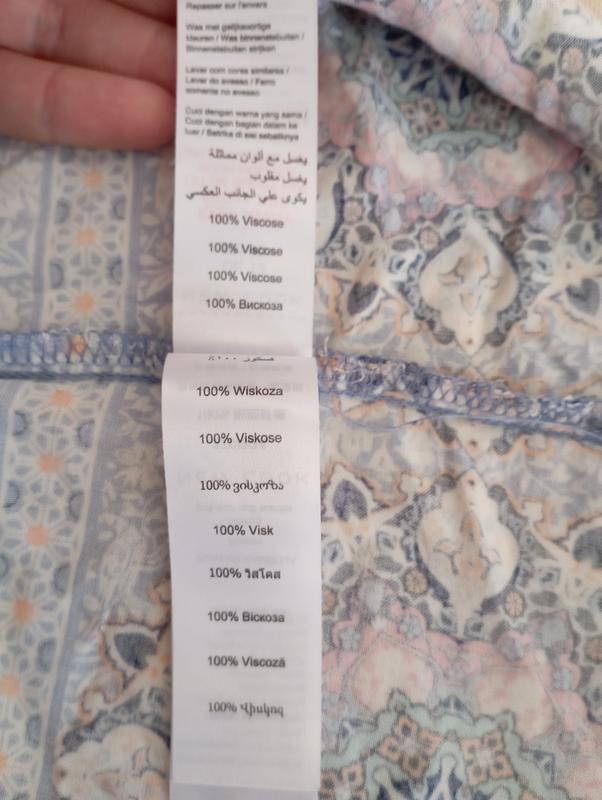 Repasser sur l'envers
Was met gelijksoortige
kleuren / Was binnenstebuiten /
Binnenstebuiten strijken
Lavar com cores similares /
Lavar do avesso / Ferro
somente no avesso
Cuci dengan warna yang sama /
Cuci dengan bagian dalam ke
luar / Setrika di sisi sebaliknya
يغسل مع ألوان مماثلة
يغسل مقلوب
يكوى علي الجانب العكسي
100% Viscose
100% Viscose
100% Viscose
100% Вискоза
100% Wiskoza
100% Viskose
100% ვისკოზა
100% Visk
100% วิสโคส
100% Віскоза
100% Viscoză
100% Վիսկոզ